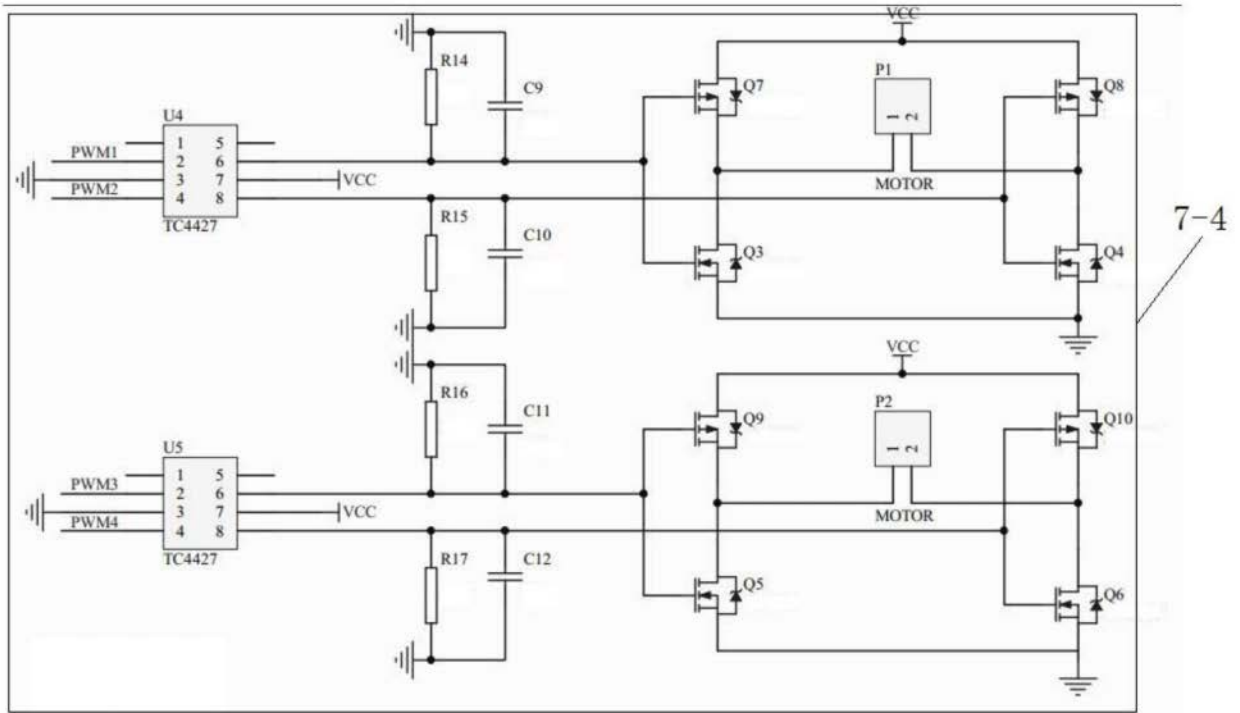 VCC
R14
C9
Q7
P1
1 2
MOTOR
Q8
U4
1 5
PWM1 2 6
3 7 VCC
PWM2 4 8
TC4427
R15
C10
Q3
Q4
7-4
VCC
R16
C11
Q9
P2
1 2
MOTOR
Q10
U5
1 5
PWM3 2 6
3 7 VCC
PWM4 4 8
TC4427
R17
C12
Q5
Q6